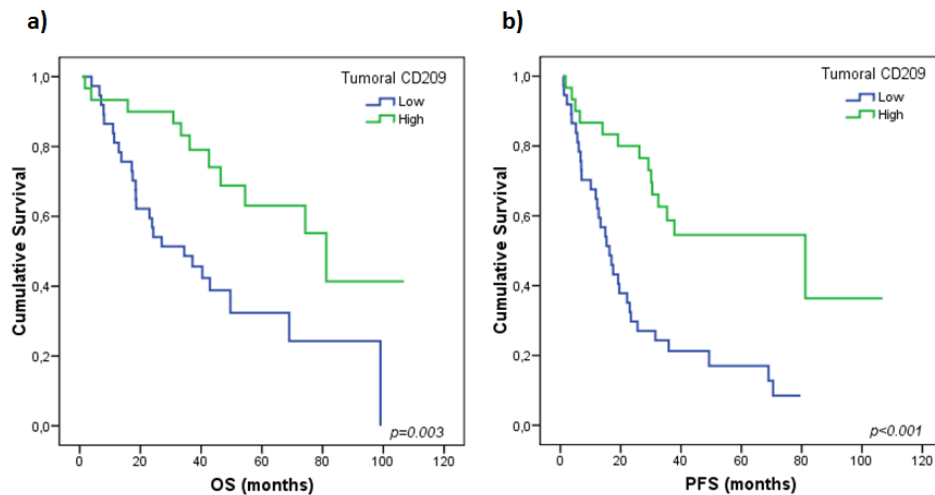 a)
Tumoral CD209
Low
High
1,0
0,8
0,6
0,4
0,2
0,0
Cumulative Survival
p=0.003
0 20 40 60 80 100 120
OS (months)
b)
Tumoral CD209
Low
High
1,0
0,8
0,6
0,4
0,2
0,0
Cumulative Survival
p<0.001
0 20 40 60 80 100 120
PFS (months)